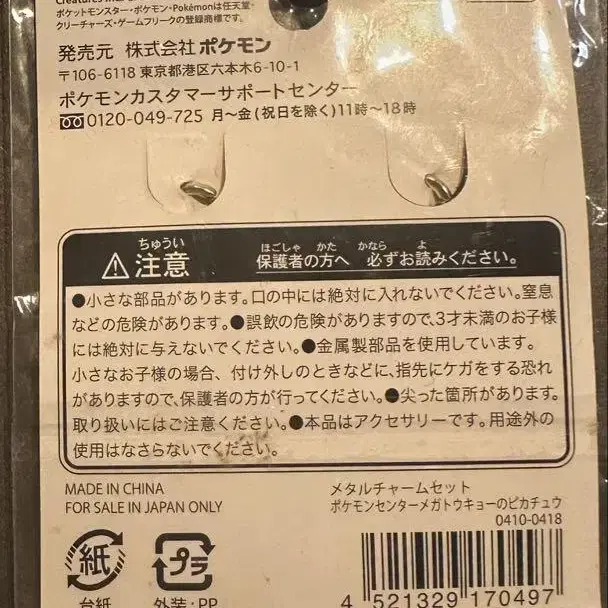 ポケットモンスター・ポケモン・Pokémonは任天堂・
クリーチャーズ・ゲームフリークの登録商標です。
発売元 株式会社ポケモン
〒106-6118 東京都港区六本木6-10-1
ポケモンカスタマーサポートセンター
0120-049-725 月～金(祝日を除く)11時～18時
ちゅうい
注意
ほごしゃ かた かなら よ
保護者の方へ 必ずお読みください。
●小さな部品があります。口の中には絶対に入れないでください。窒息
などの危険があります。●誤飲の危険がありますので、3才未満のお子様
には絶対に与えないでください。●金属製部品を使用しています。
小さなお子様の場合、付け外しのときなどに、指先にケガをする恐れ
がありますので、保護者の方が行ってください。●尖った箇所があります。
取り扱いにはご注意ください。●本品はアクセサリーです。用途外の
使用はなさらないでください。
MADE IN CHINA
FOR SALE IN JAPAN ONLY
メタルチャームセット
ポケモンセンターメガトウキョーのピカチュウ
0410-0418
紙
台紙
プラ
外装:PP
4 521329 170497